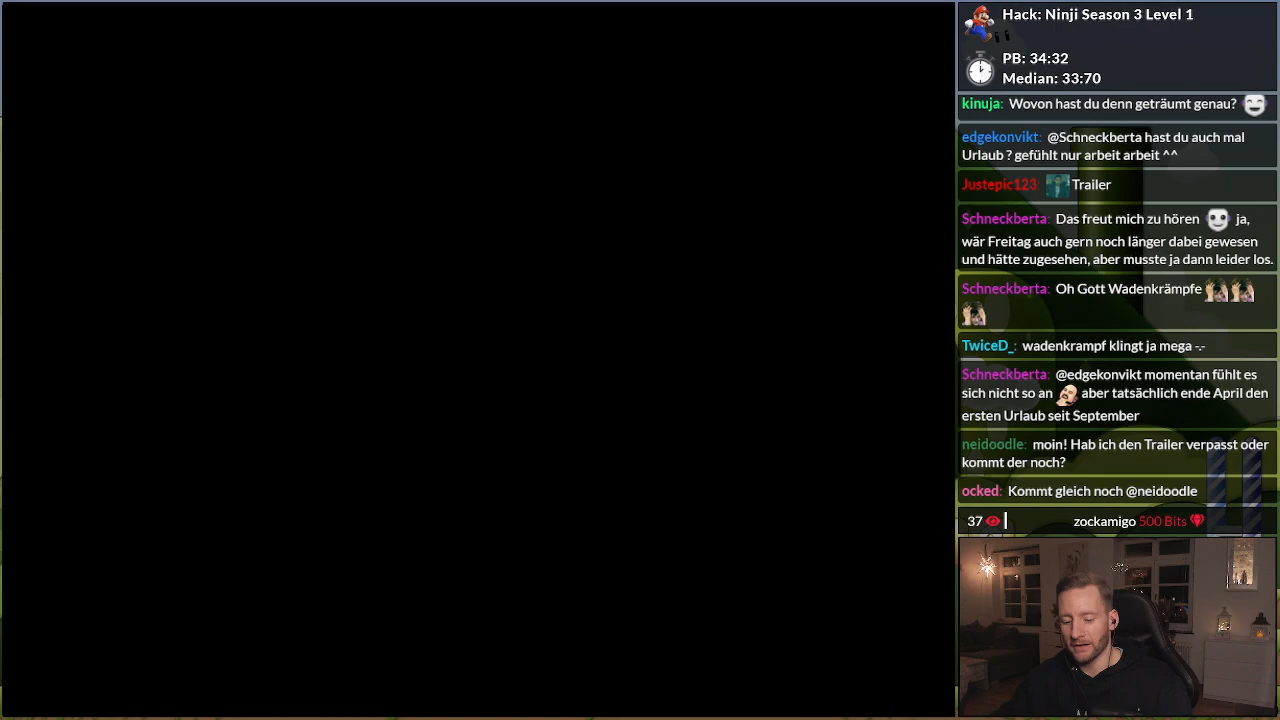 Hack: Ninji Season 3 Level 1
PB: 34:32
Median: 33:70
kinuja: Wovon hast du denn geträumt genau?
edgekonvikt: @Schneckberta hast du auch mal
Urlaub ? gefühlt nur arbeit arbeit ^^
Justepic123: Trailer
Schneckberta: Das freut mich zu hören ja,
wär Freitag auch gern noch länger dabei gewesen
und hätte zugesehen, aber musste ja dann leider los.
Schneckberta: Oh Gott Wadenkrämpfe
TwiceD_: wadenkrampf klingt ja mega -.-
Schneckberta: @edgekonvikt momentan fühlt es
sich nicht so an aber tatsächlich ende April den
ersten Urlaub seit September
neidoodle: moin! Hab ich den Trailer verpasst oder
kommt der noch?
ocked: Kommt gleich noch @neidoodle
37 zockamigo 500 Bits